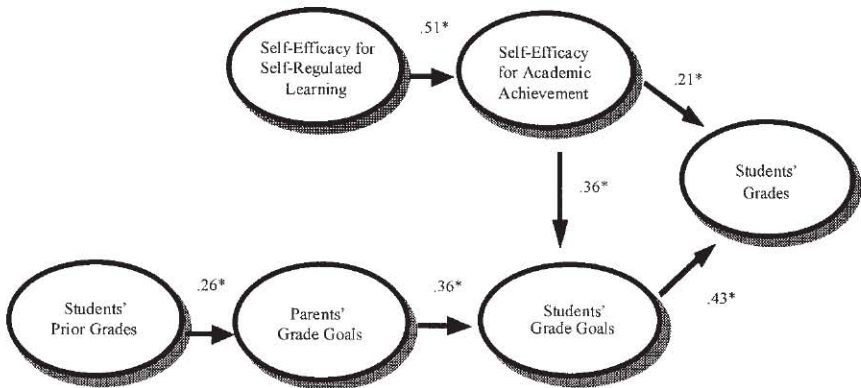 .51*
Self-Efficacy for
Self-Regulated
Learning
Self-Efficacy
for Academic
Achievement
.21*
Students'
Grades
.36*
Students'
Prior Grades
.26*
Parents'
Grade Goals
.36*
Students'
Grade Goals
.43*